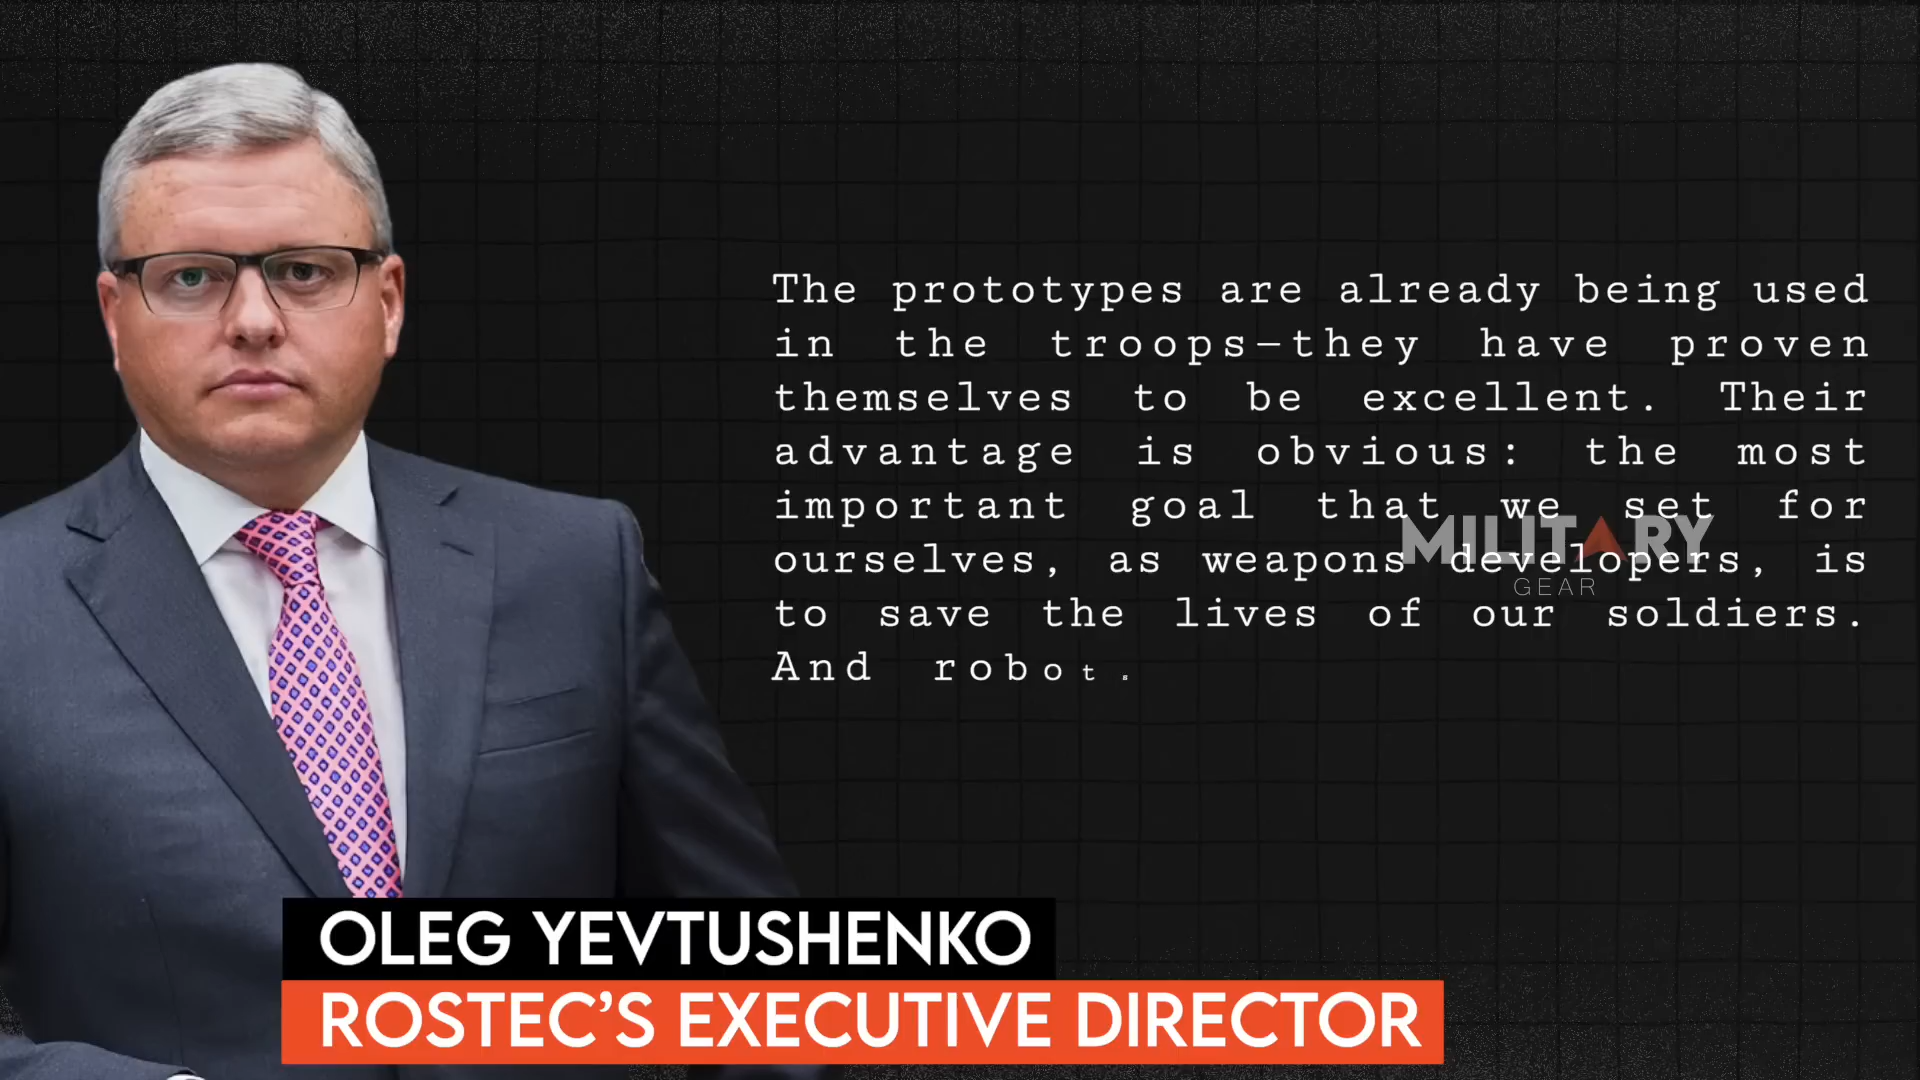 The prototypes are already being used
in the troops—they have proven
themselves to be excellent. Their
advantage is obvious: the most
important goal that we set for
ourselves, as weapons developers, is
to save the lives of our soldiers.
And robots
MILITARY
GEAR
OLEG YEVTUSHENKO
ROSTEC'S EXECUTIVE DIRECTOR